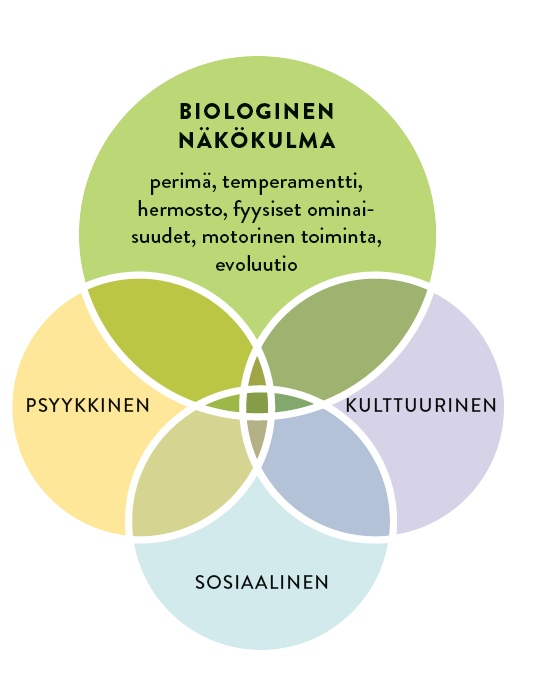 BIOLOGINEN
NÄKÖKULMA
perimä, temperamentti,
hermosto, fyysiset ominai-
suudet, motorinen toiminta,
evoluutio
PSYYKKINEN
KULTTUURINEN
SOSIAALINEN